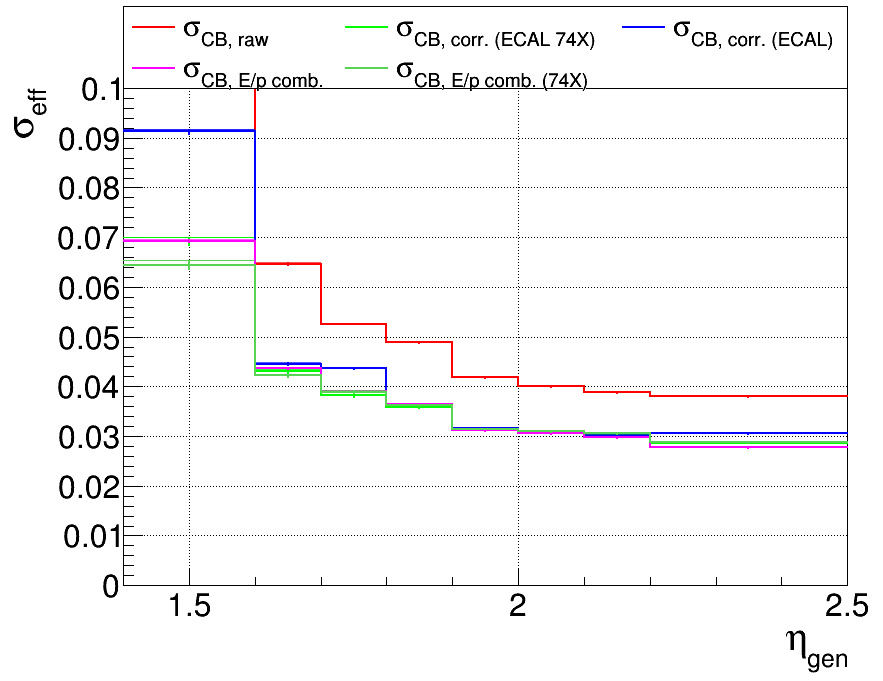 σCB, raw σCB, corr. (ECAL 74X) σCB, corr. (ECAL)
σCB, E/p comb. σCB, E/p comb. (74X)
σeff
0.1
0.09
0.08
0.07
0.06
0.05
0.04
0.03
0.02
0.01
0
1.5 2 2.5
ηgen